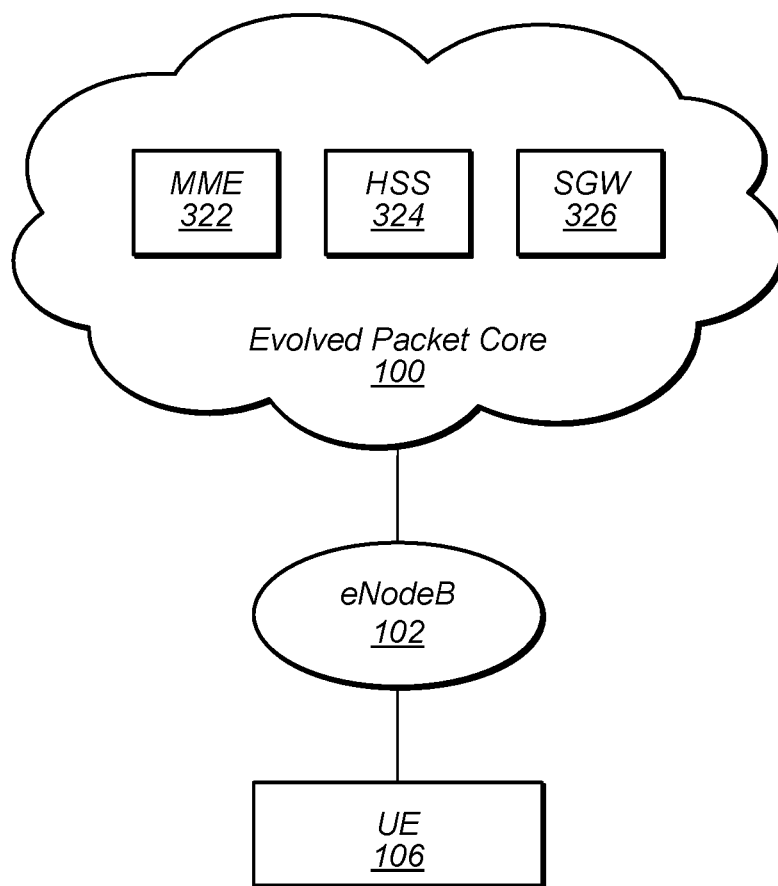 MME
322
HSS
324
SGW
326
Evolved Packet Core
100
eNodeB
102
UE
106